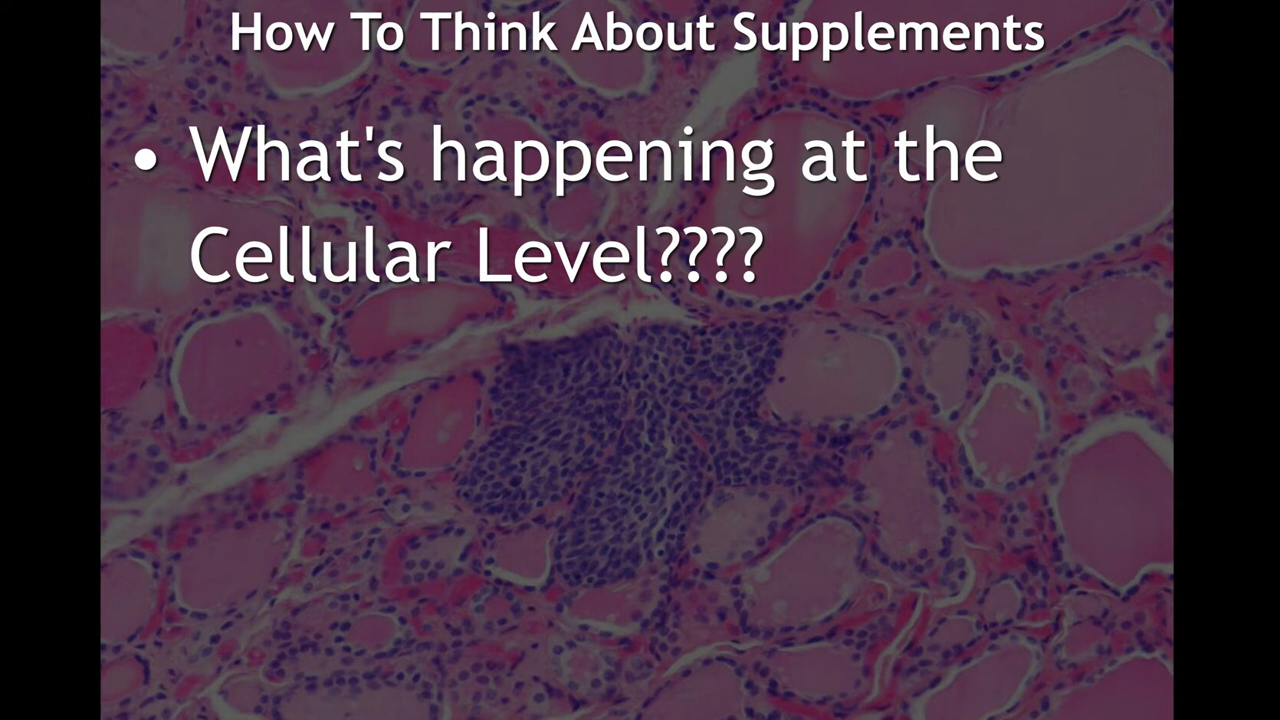 How To Think About Supplements
• What's happening at the
Cellular Level????